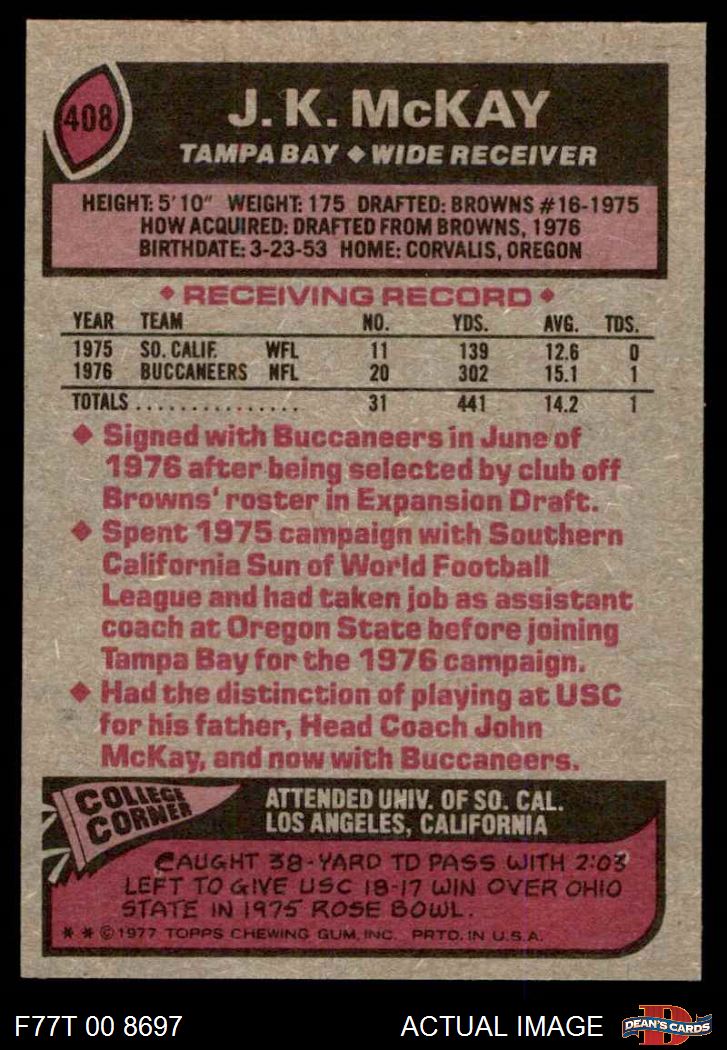 408
J. K. McKAY
TAMPA BAY ◆ WIDE RECEIVER
HEIGHT: 5' 10" WEIGHT: 175 DRAFTED: BROWNS #16-1975
HOW ACQUIRED: DRAFTED FROM BROWNS, 1976
BIRTHDATE: 3-23-53 HOME: CORVALIS, OREGON
◆ RECEIVING RECORD ◆
YEAR TEAM NO. YDS. AVG. TDS.
1975 SO. CALIF. WFL 11 139 12.6 0
1976 BUCCANEERS NFL 20 302 15.1 1
TOTALS ............... 31 441 14.2 1
◆ Signed with Buccaneers in June of
1976 after being selected by club off
Browns' roster in Expansion Draft.
◆ Spent 1975 campaign with Southern
California Sun of World Football
League and had taken job as assistant
coach at Oregon State before joining
Tampa Bay for the 1976 campaign.
◆ Had the distinction of playing at USC
for his father, Head Coach John
McKay, and now with Buccaneers.
COLLEGE
CORNER
ATTENDED UNIV. OF SO. CAL.
LOS ANGELES, CALIFORNIA
CAUGHT 38-YARD TD PASS WITH 2:03
LEFT TO GIVE USC 18-17 WIN OVER OHIO
STATE IN 1975 ROSE BOWL.
* * © 1977 TOPPS CHEWING GUM, INC. PRTD. IN U.S.A.
F77T 00 8697
ACTUAL IMAGE
D
DEAN'S CARDS